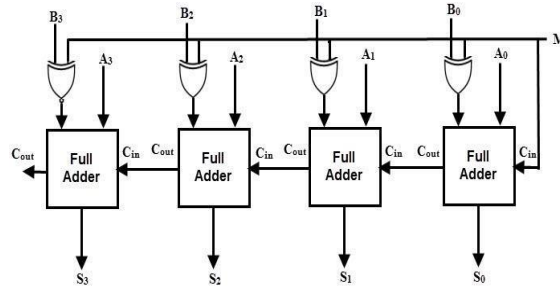 B3 B2 B1 B0
M
A3 A2 A1 A0
Cout Full Adder Cin Cout Full Adder Cin Cout Full Adder Cin Cout Full Adder Cin
S3 S2 S1 S0